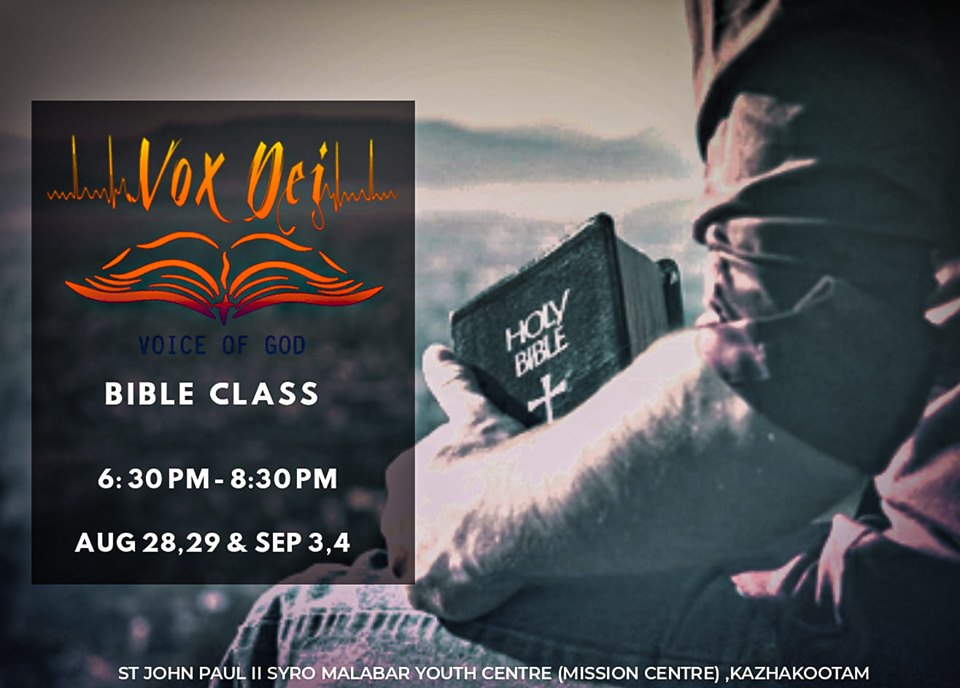 Vox Dei
VOICE OF GOD
BIBLE CLASS
6:30 PM - 8:30 PM
AUG 28,29 & SEP 3,4
HOLY
BIBLE
ST JOHN PAUL II SYRO MALABAR YOUTH CENTRE (MISSION CENTRE) ,KAZHAKOOTAM